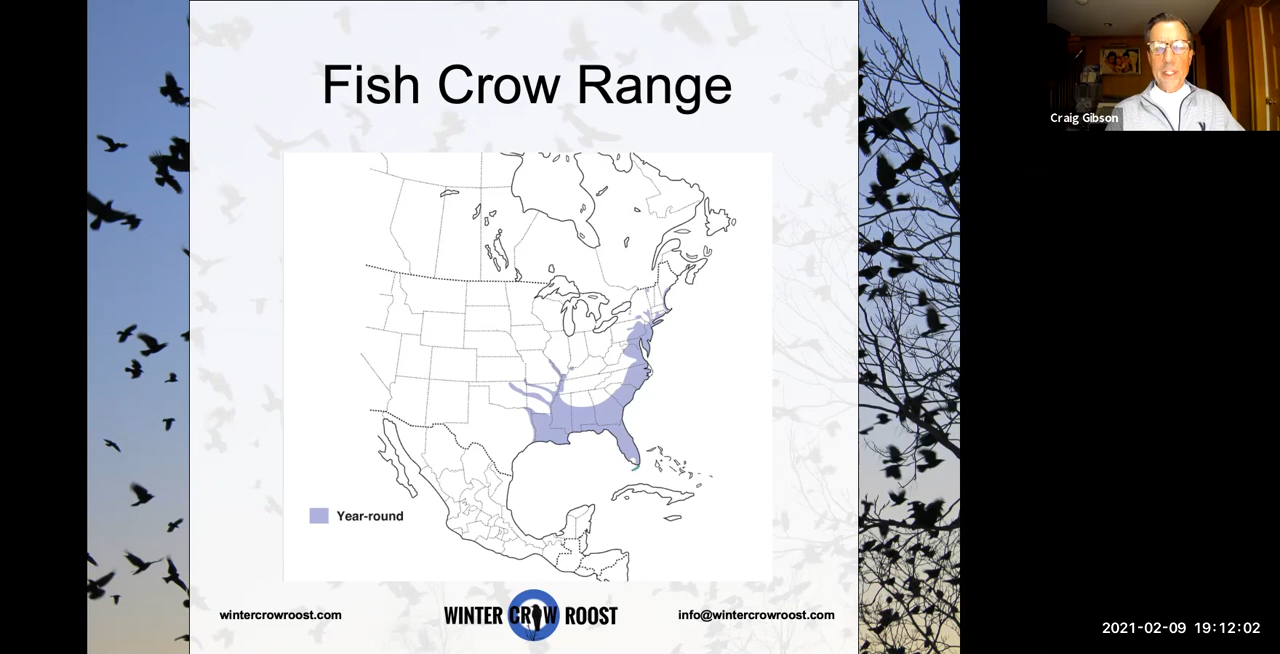 Fish Crow Range
Craig Gibson
Year-round
wintercrowroost.com
WINTER CROW ROOST
info@wintercrowroost.com
2021-02-09 19:12:02